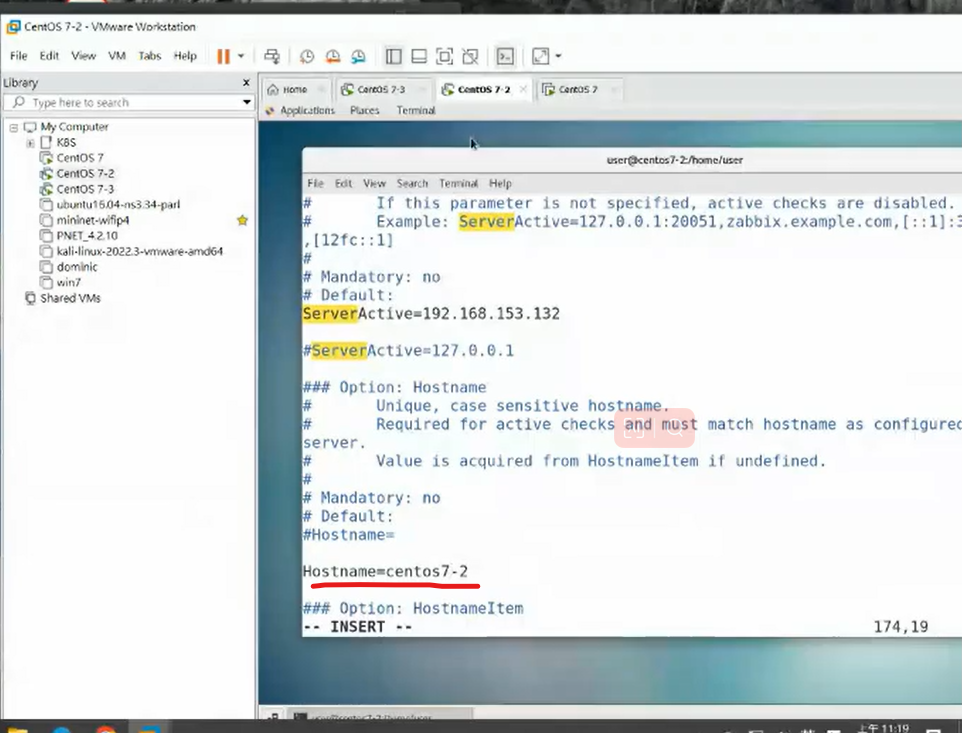 CentOS 7-2 - VMware Workstation
File Edit View VM Tabs Help
Library
Type here to search
My Computer
K8S
CentOS 7
CentOS 7-2
CentOS 7-3
ubuntu16.04-ns3.34-parl
mininet-wifip4
PNET_4.2.10
kali-linux-2022.3-vmware-amd64
dominic
win7
Shared VMs
Home CentOS 7-3 CentOS 7-2 CentOS 7
Applications Places Terminal
user@centos7-2:/home/user
File Edit View Search Terminal Help
# If this parameter is not specified, active checks are disabled.
# Example: ServerActive=127.0.0.1:20051,zabbix.example.com,[::1]:3
,[12fc::1]
#
# Mandatory: no
# Default:
ServerActive=192.168.153.132
#ServerActive=127.0.0.1
### Option: Hostname
# Unique, case sensitive hostname.
# Required for active checks and must match hostname as configured
server.
# Value is acquired from HostnameItem if undefined.
#
# Mandatory: no
# Default:
#Hostname=
Hostname=centos7-2
### Option: HostnameItem
-- INSERT -- 174,19
user@centos7-2:/home/user
上午 11:19